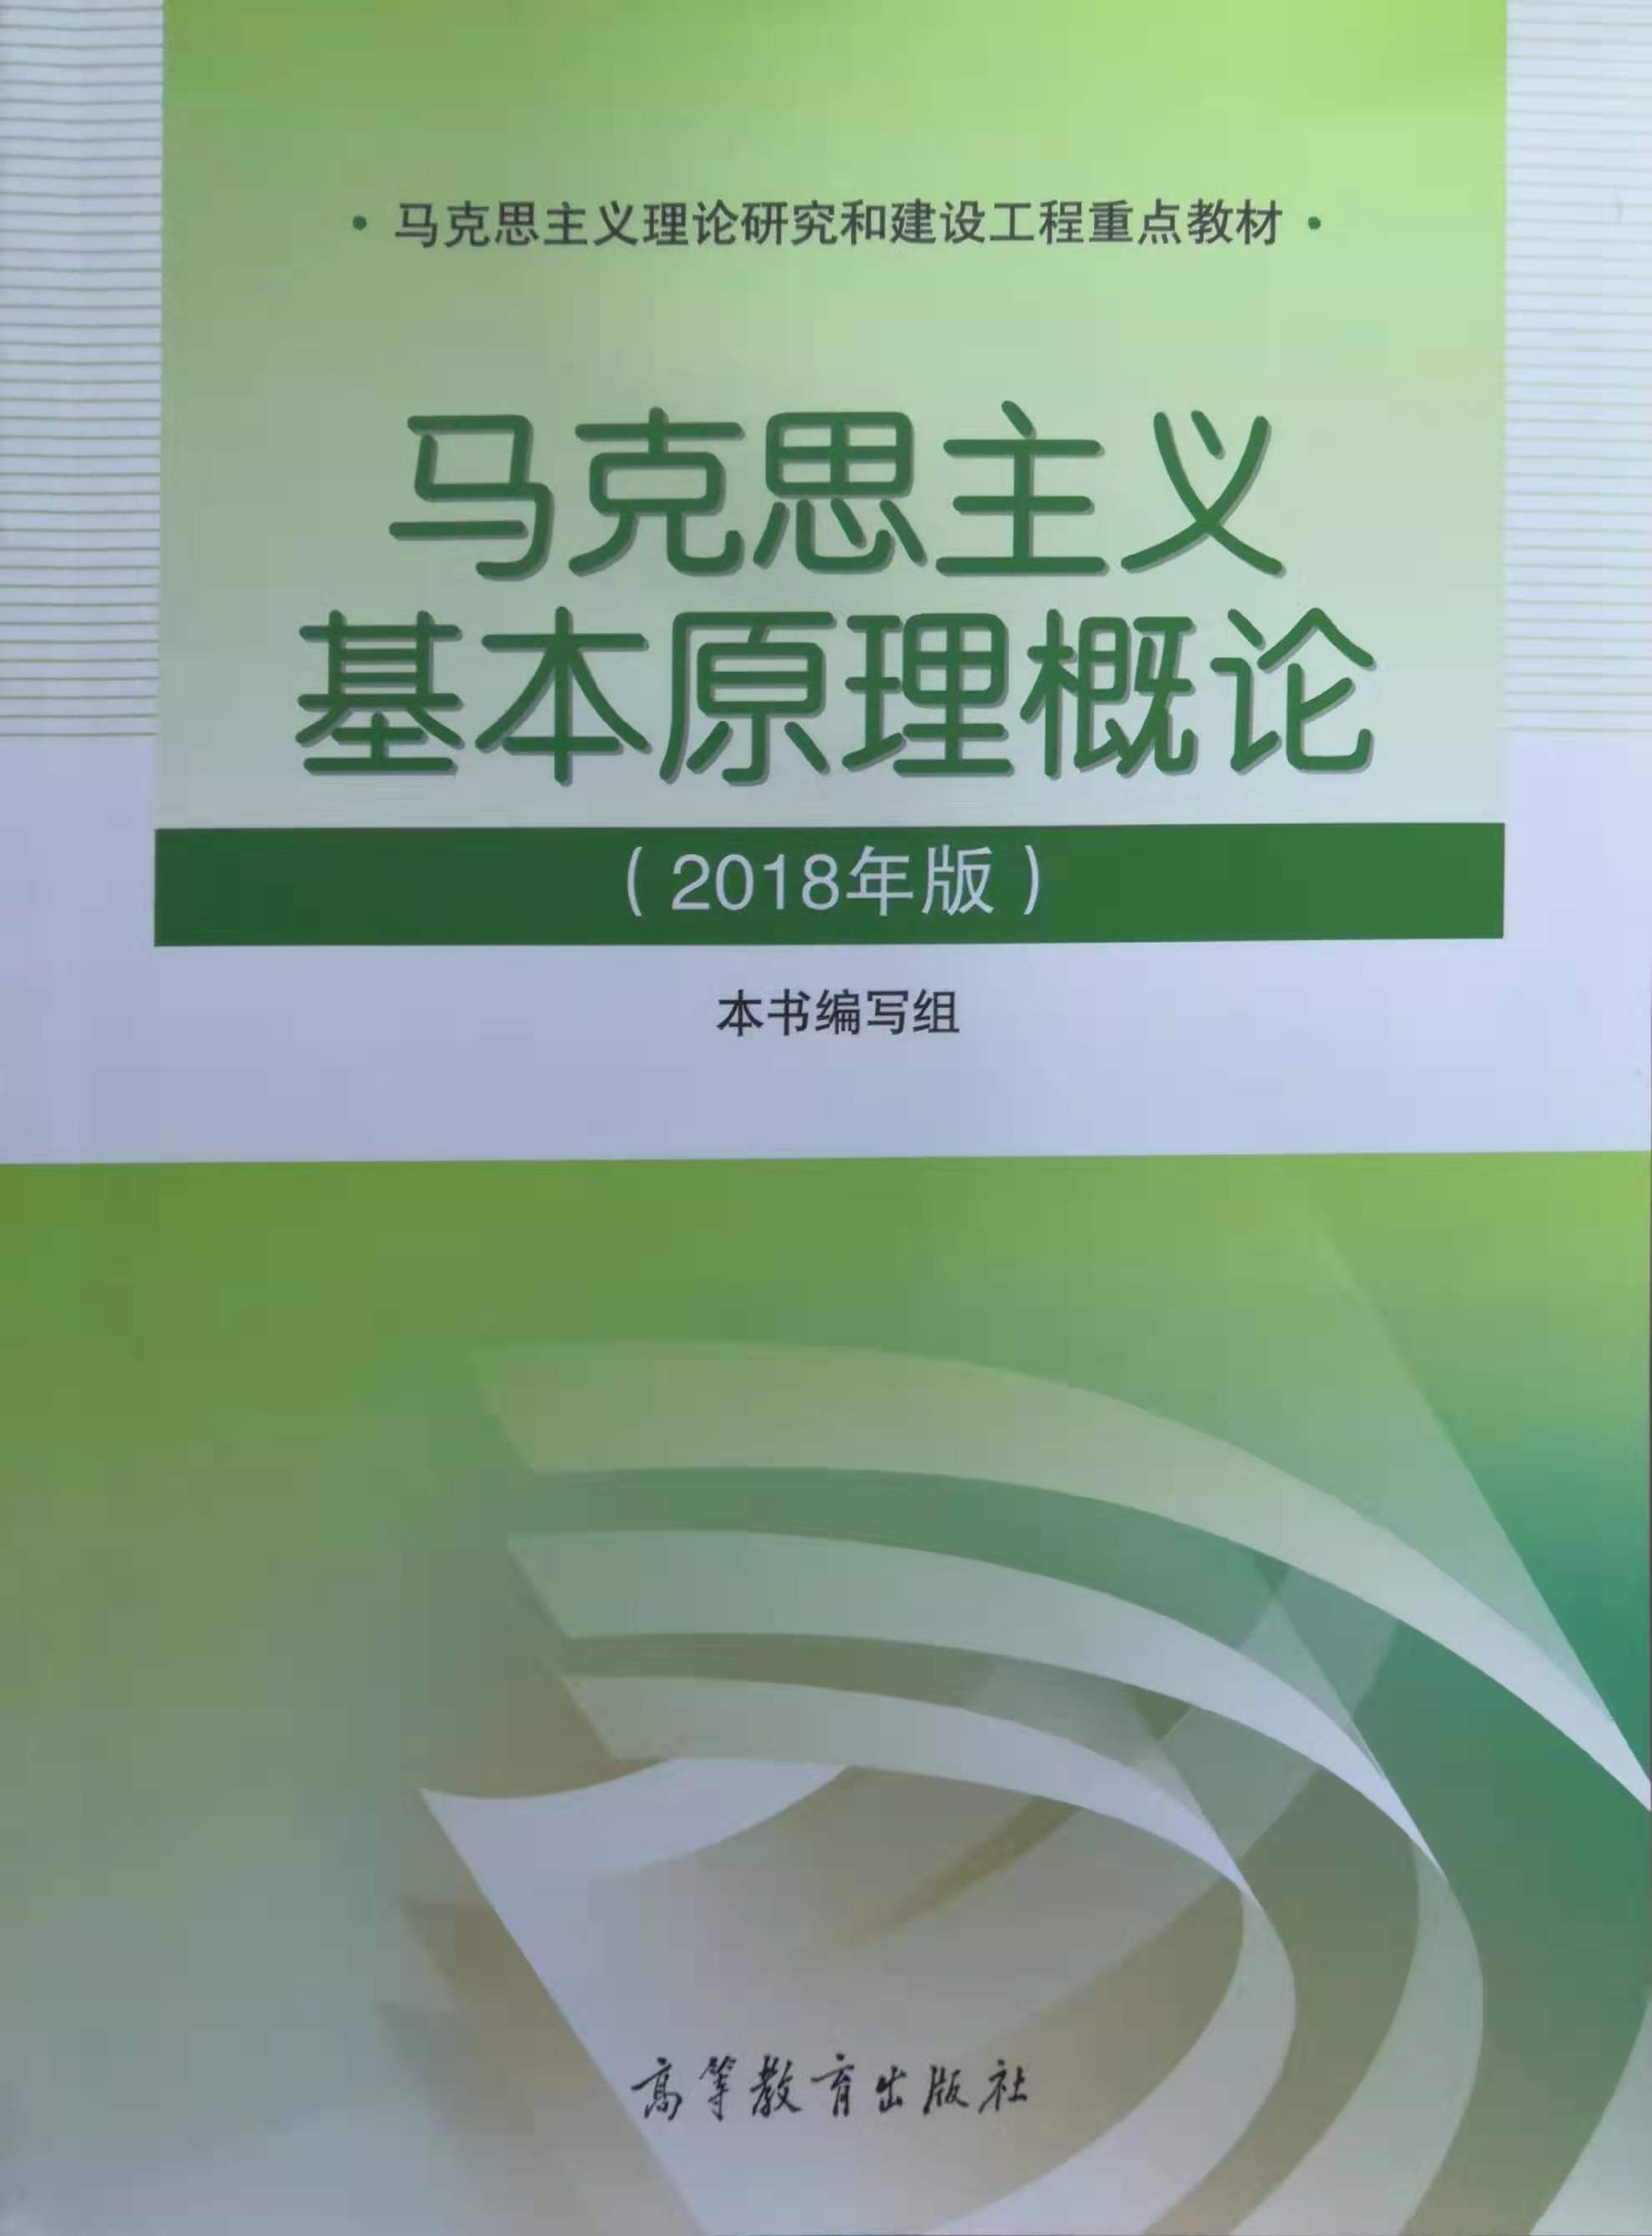 ·马克思主义理论研究和建设工程重点教材·
马克思主义
基本原理概论
（2018年版）
本书编写组
高等教育出版社